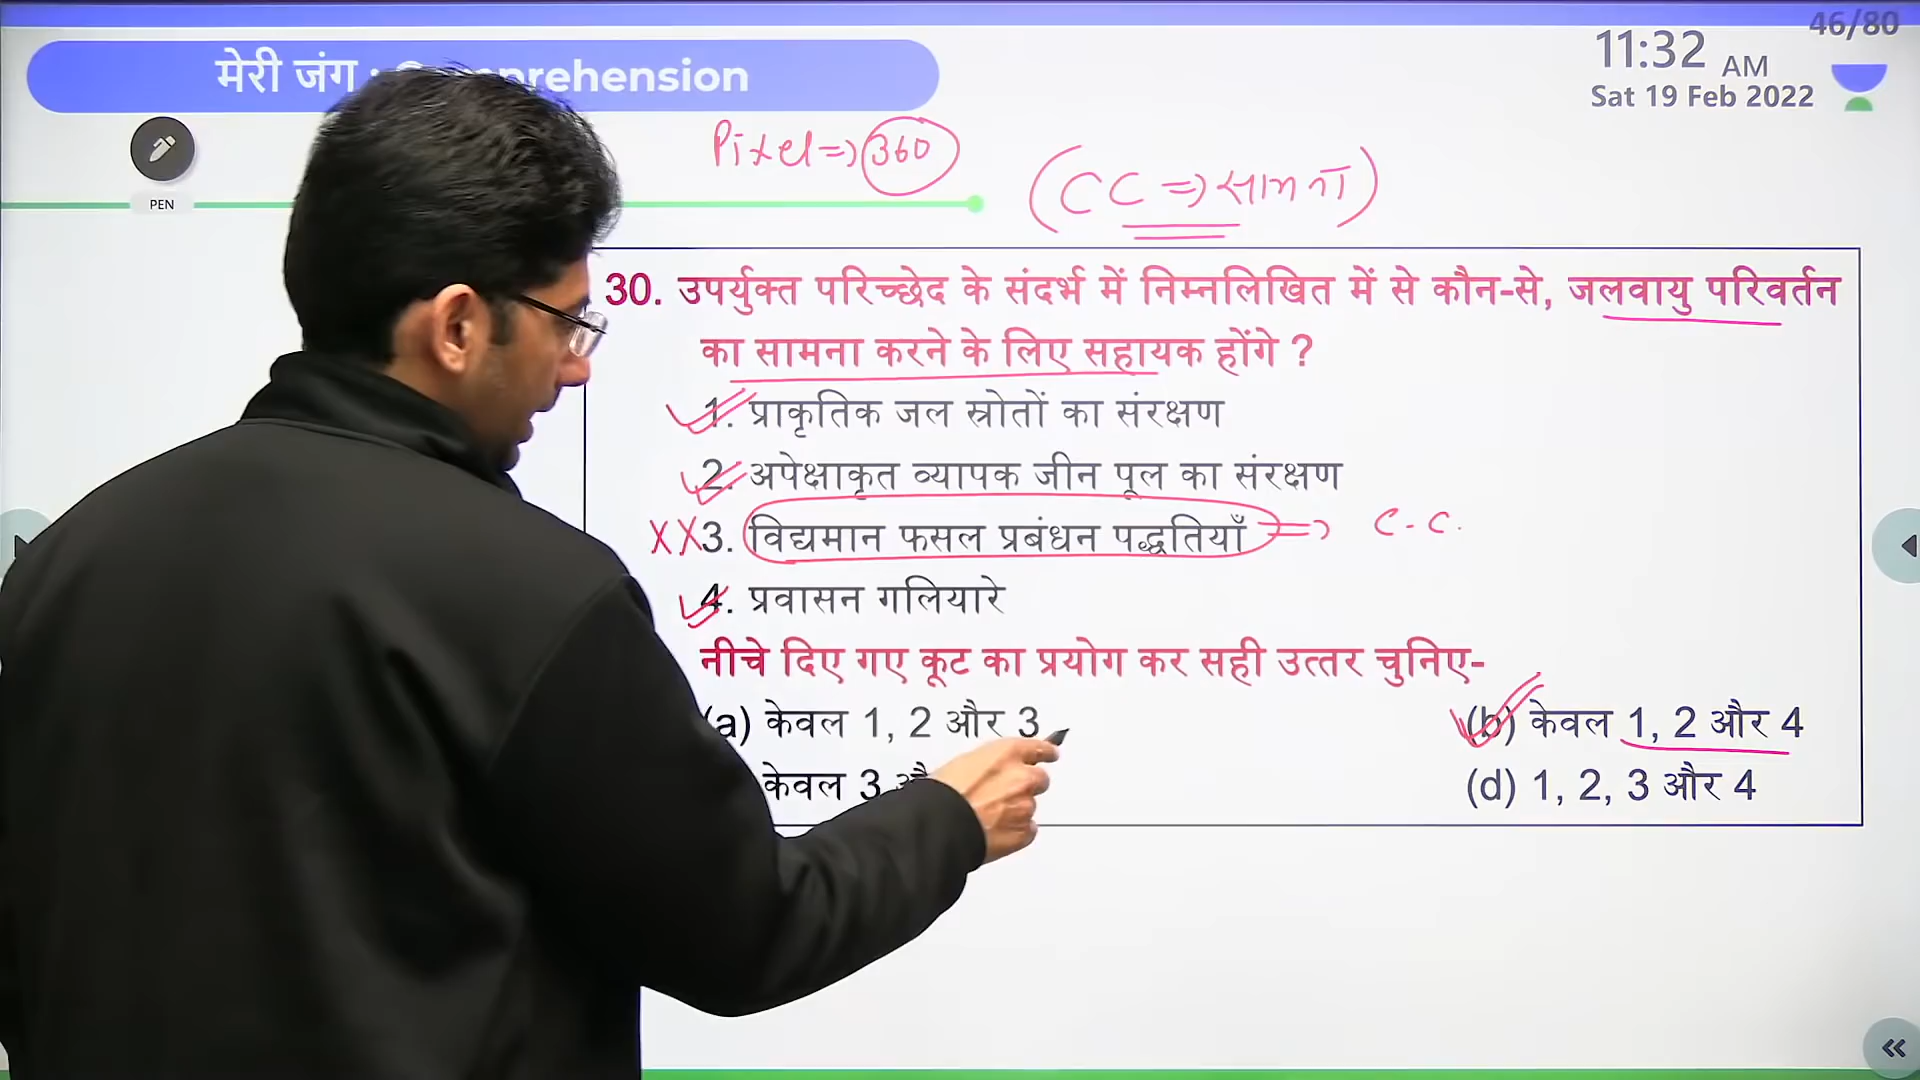 46/80
11:32 AM
Sat 19 Feb 2022
मेरी जंग : Comprehension
PEN
Pixel => 360
(CC => सामना)
30. उपर्युक्त परिच्छेद के संदर्भ में निम्नलिखित में से कौन-से, जलवायु परिवर्तन
का सामना करने के लिए सहायक होंगे ?
1. प्राकृतिक जल स्रोतों का संरक्षण
2. अपेक्षाकृत व्यापक जीन पूल का संरक्षण
XX3. विद्यमान फसल प्रबंधन पद्धतियाँ => C.C.
4. प्रवासन गलियारे
नीचे दिए गए कूट का प्रयोग कर सही उत्तर चुनिए-
(a) केवल 1, 2 और 3
(b) केवल 1, 2 और 4
केवल 3
(d) 1, 2, 3 और 4